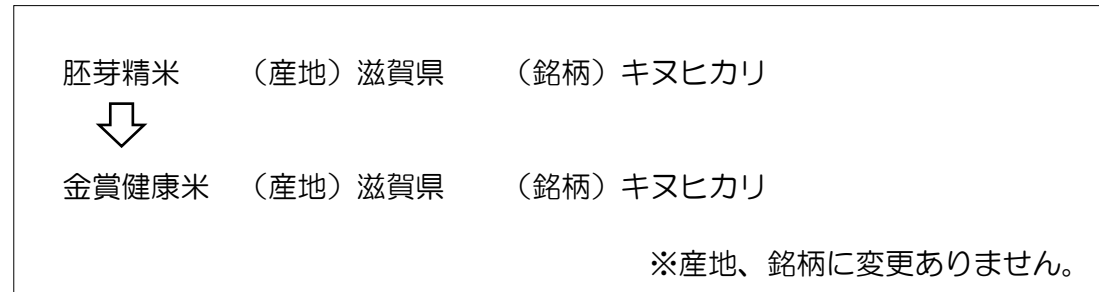 胚芽精米　　（産地）滋賀県　　（銘柄）キヌヒカリ
金賞健康米　（産地）滋賀県　　（銘柄）キヌヒカリ
※産地、銘柄に変更ありません。